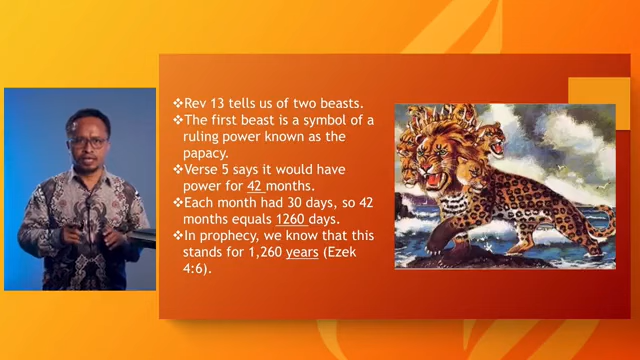 ❖Rev 13 tells us of two beasts.
❖The first beast is a symbol of a
ruling power known as the
papacy.
❖Verse 5 says it would have
power for 42 months.
❖Each month had 30 days, so 42
months equals 1260 days.
❖In prophecy, we know that this
stands for 1,260 years (Ezek
4:6).